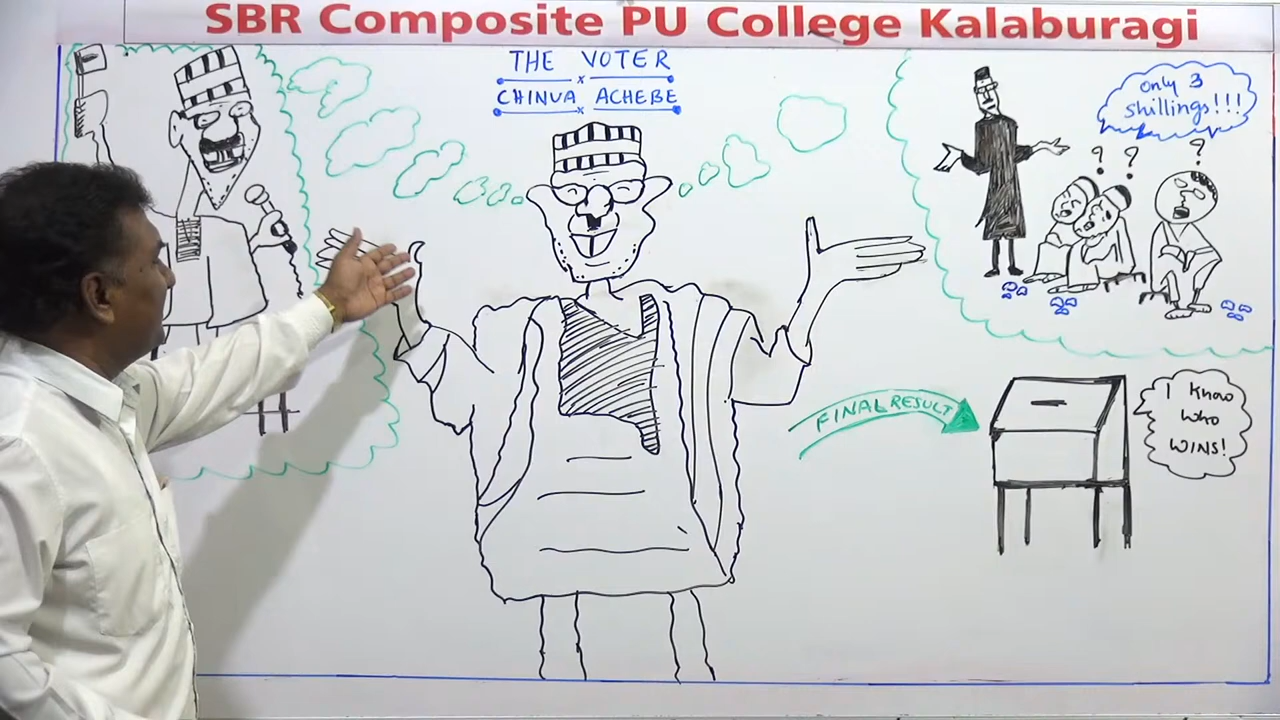 SBR Composite PU College Kalaburagi
THE VOTER
CHINUA ACHEBE
Only 3
shillings!!!
? ? ?
FINAL RESULT
I Know
who
WINS!